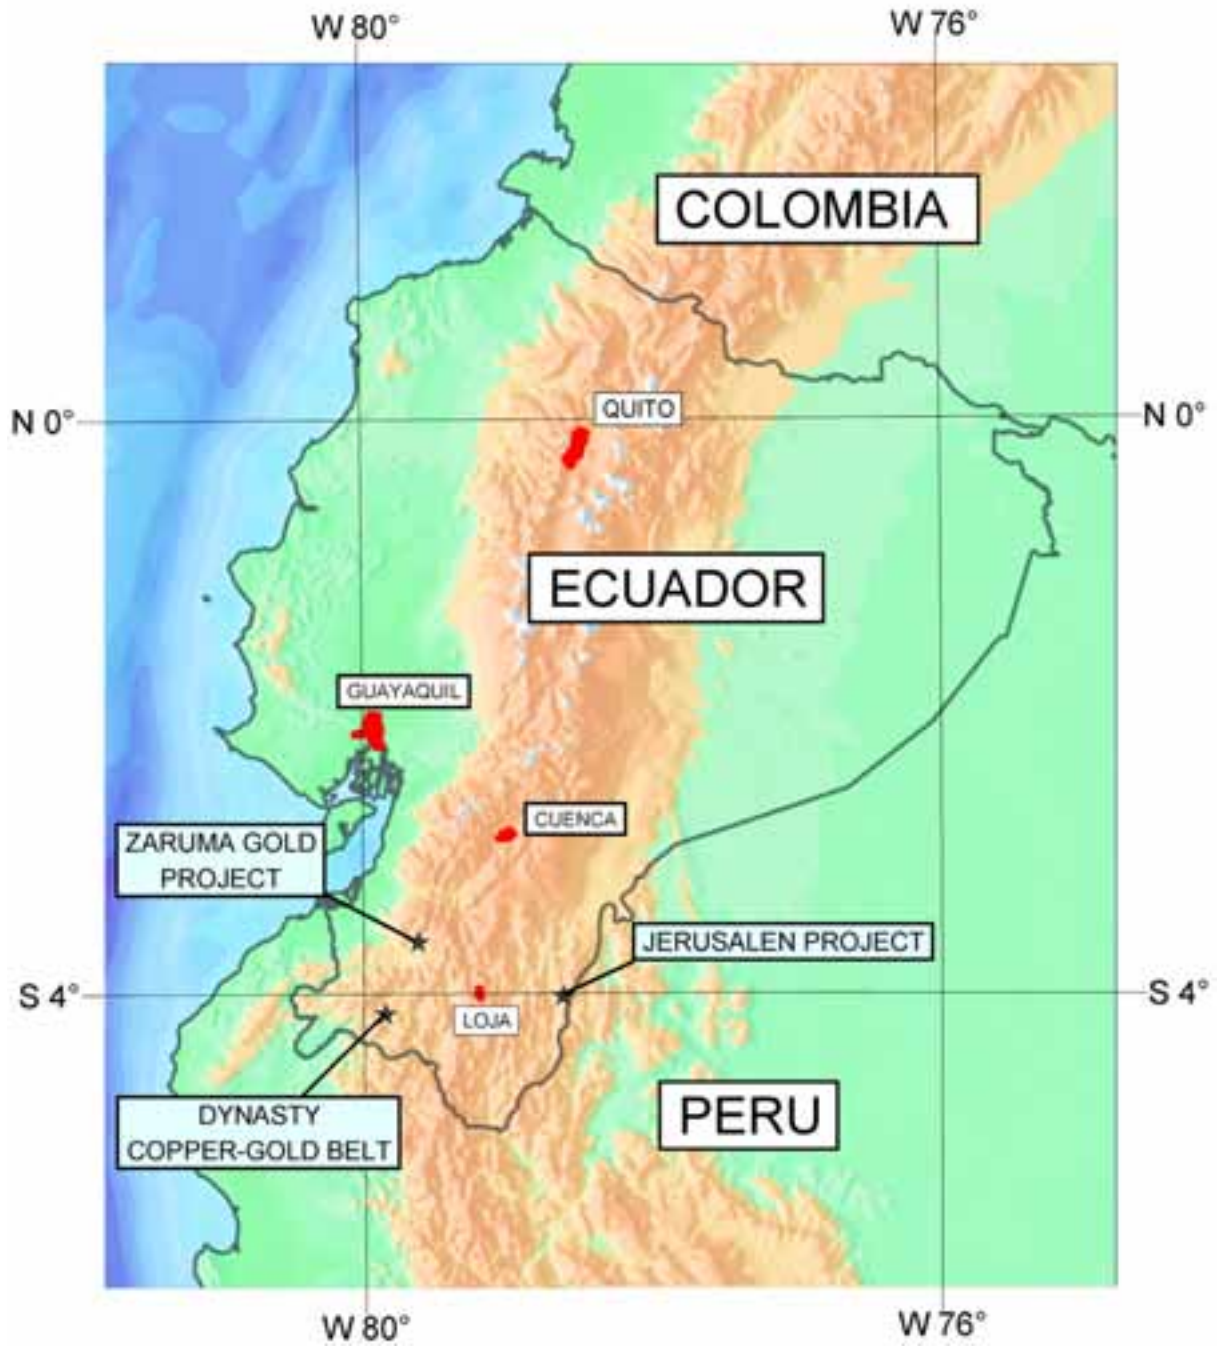 W 80°
W 76°
COLOMBIA
N 0°
QUITO
N 0°
ECUADOR
GUAYAQUIL
CUENCA
ZARUMA GOLD
PROJECT
JERUSALEN PROJECT
S 4°
S 4°
LOJA
DYNASTY
COPPER-GOLD BELT
PERU
W 80°
W 76°